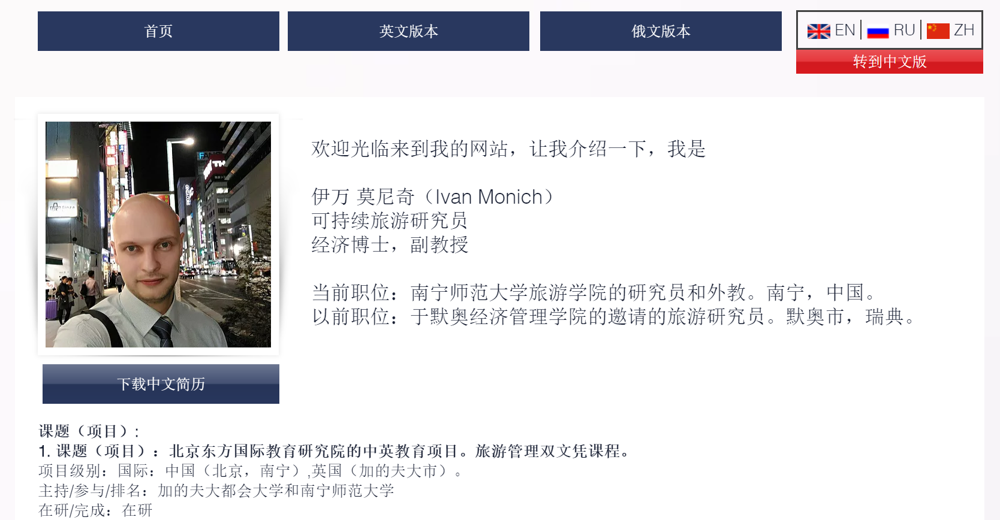 首页
英文版本
俄文版本
EN RU ZH
转到中文版
欢迎光临来到我的网站，让我介绍一下，我是
伊万 莫尼奇（Ivan Monich）
可持续旅游研究员
经济博士，副教授
当前职位：南宁师范大学旅游学院的研究员和外教。南宁，中国。
以前职位：于默奥经济管理学院的邀请的旅游研究员。默奥市，瑞典。
下载中文简历
课题（项目）:
1. 课题（项目）：北京东方国际教育研究院的中英教育项目。旅游管理双文凭课程。
项目级别：国际：中国（北京，南宁）,英国（加的夫大市）。
主持/参与/排名：加的夫大都会大学和南宁师范大学
在研/完成：在研